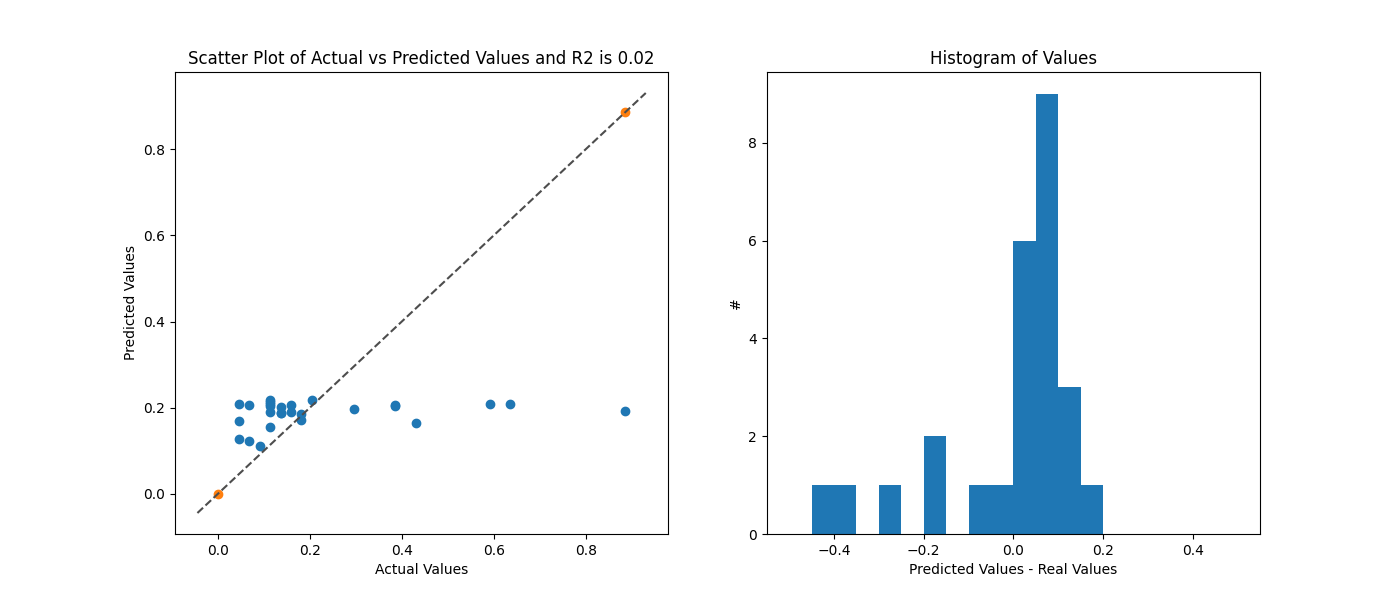 Scatter Plot of Actual vs Predicted Values and R2 is 0.02
Predicted Values
0.8
0.6
0.4
0.2
0.0
0.0 0.2 0.4 0.6 0.8
Actual Values
Histogram of Values
#
8
6
4
2
0
−0.4 −0.2 0.0 0.2 0.4
Predicted Values - Real Values